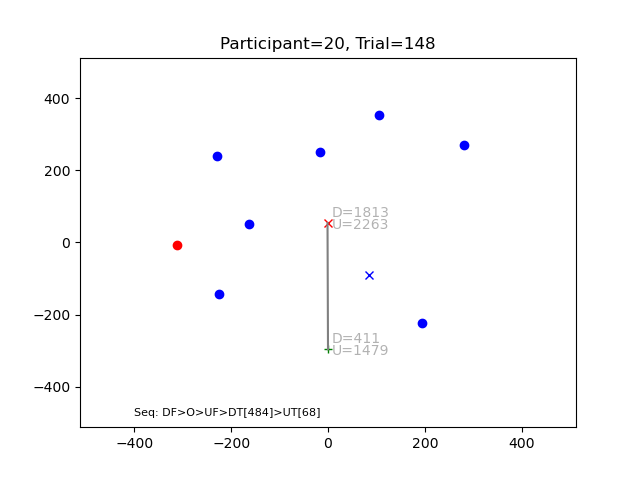 Participant=20, Trial=148
400
200
0
−200
−400
D=1813
U=2263
D=411
U=1479
Seq: DF>O>UF>DT[484]>UT[68]
−400
−200
0
200
400